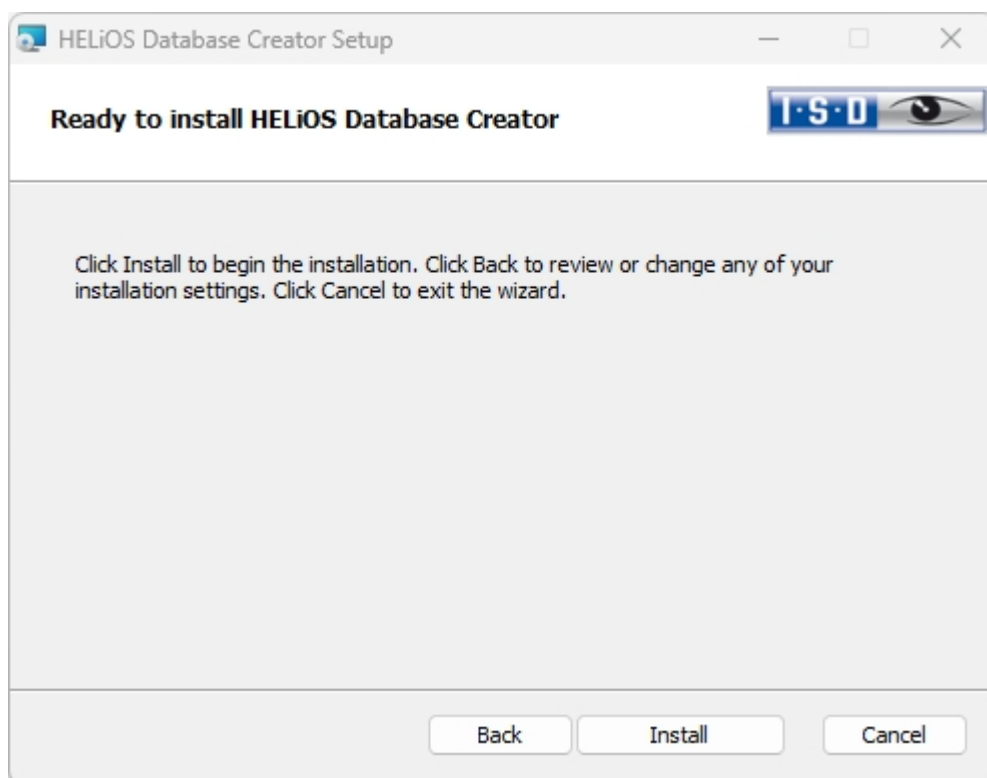 HELiOS Database Creator Setup
Ready to install HELiOS Database Creator
I·S·D
Click Install to begin the installation. Click Back to review or change any of your
installation settings. Click Cancel to exit the wizard.
Back
Install
Cancel